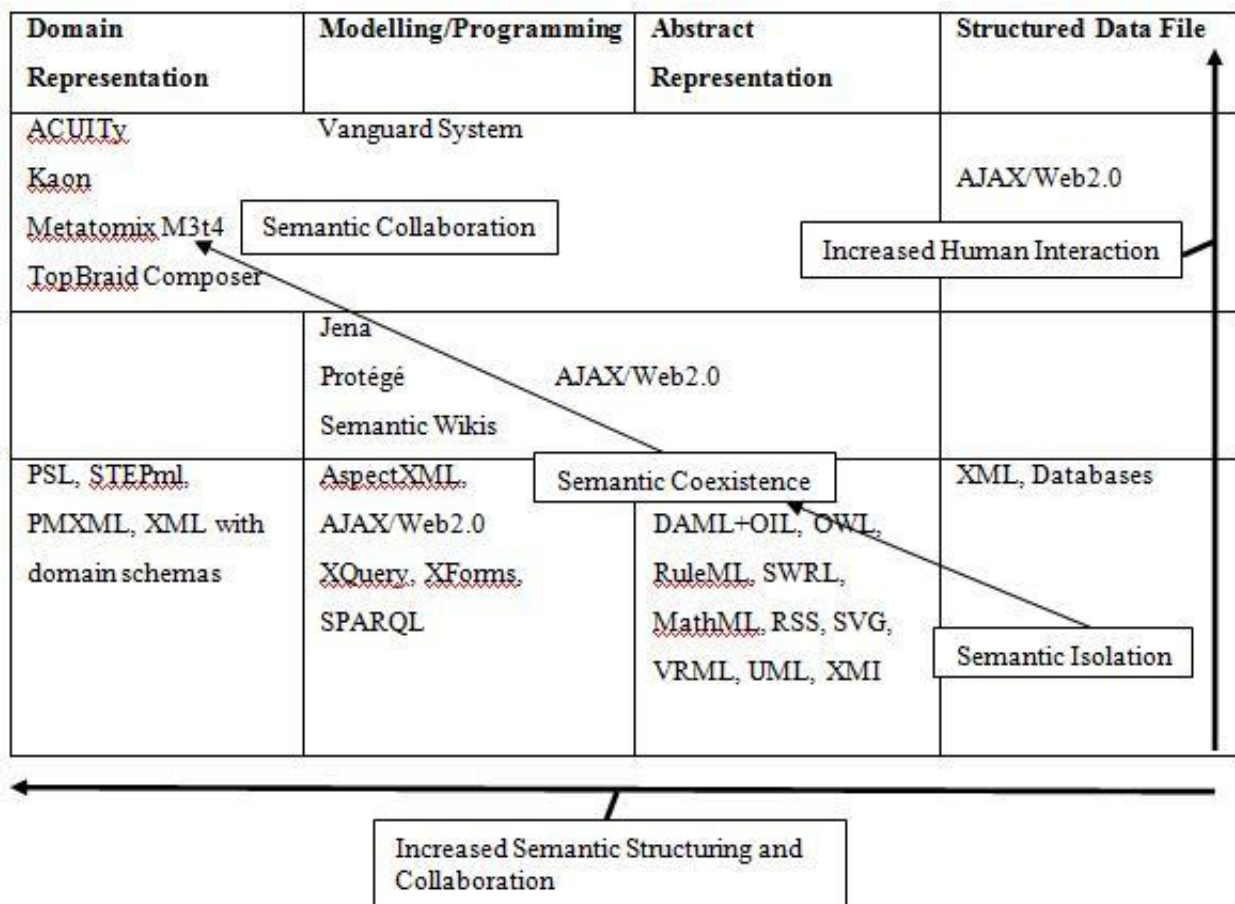 Domain
Representation
Modelling/Programming
Abstract
Representation
Structured Data File
ACUITy
Kaon
Metatomix M3t4
TopBraid Composer
Vanguard System
Semantic Collaboration
AJAX/Web2.0
Increased Human Interaction
Jena
Protégé
Semantic Wikis
AJAX/Web2.0
Semantic Coexistence
PSL, STEPml,
PMXML, XML with
domain schemas
AspectXML,
AJAX/Web2.0
XQuery, XForms,
SPARQL
DAML+OIL, OWL,
RuleML, SWRL,
MathML, RSS, SVG,
VRML, UML, XMI
XML, Databases
Semantic Isolation
Increased Semantic Structuring and
Collaboration